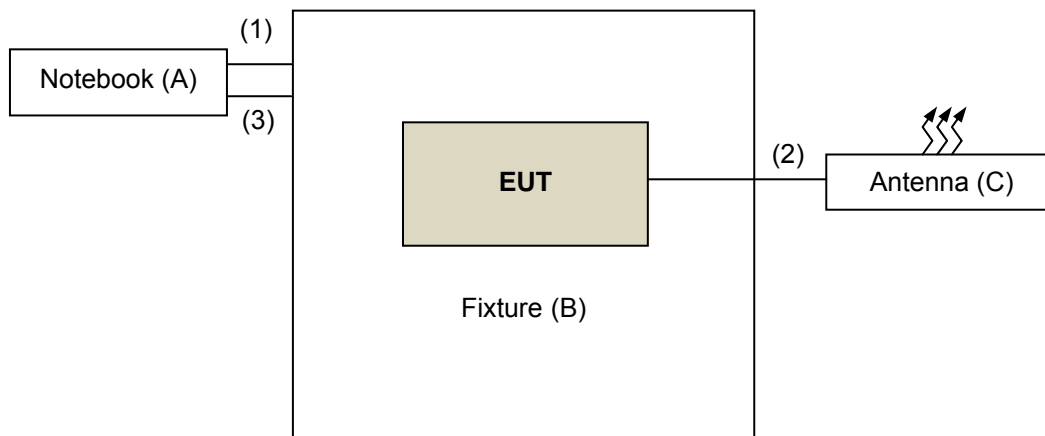 (1)
Notebook (A)
(3)
EUT
(2)
Antenna (C)
Fixture (B)